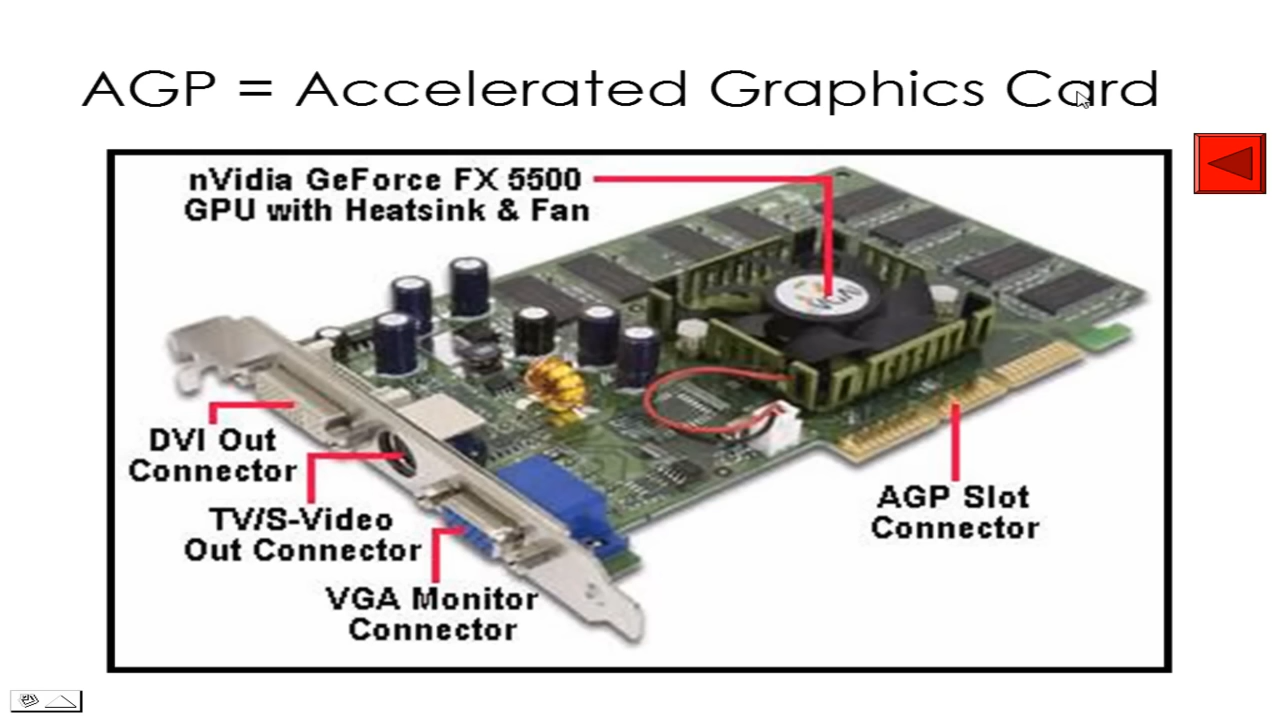 AGP = Accelerated Graphics Card
nVidia GeForce FX 5500
GPU with Heatsink & Fan
VGA
DVI Out
Connector
TV/S-Video
Out Connector
VGA Monitor
Connector
AGP Slot
Connector